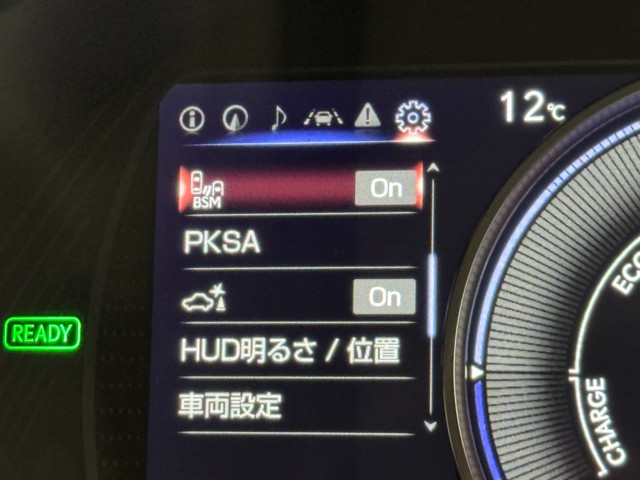 12℃
BSM On
PKSA
On
HUD明るさ / 位置
車両設定
READY
ECO
CHARGE